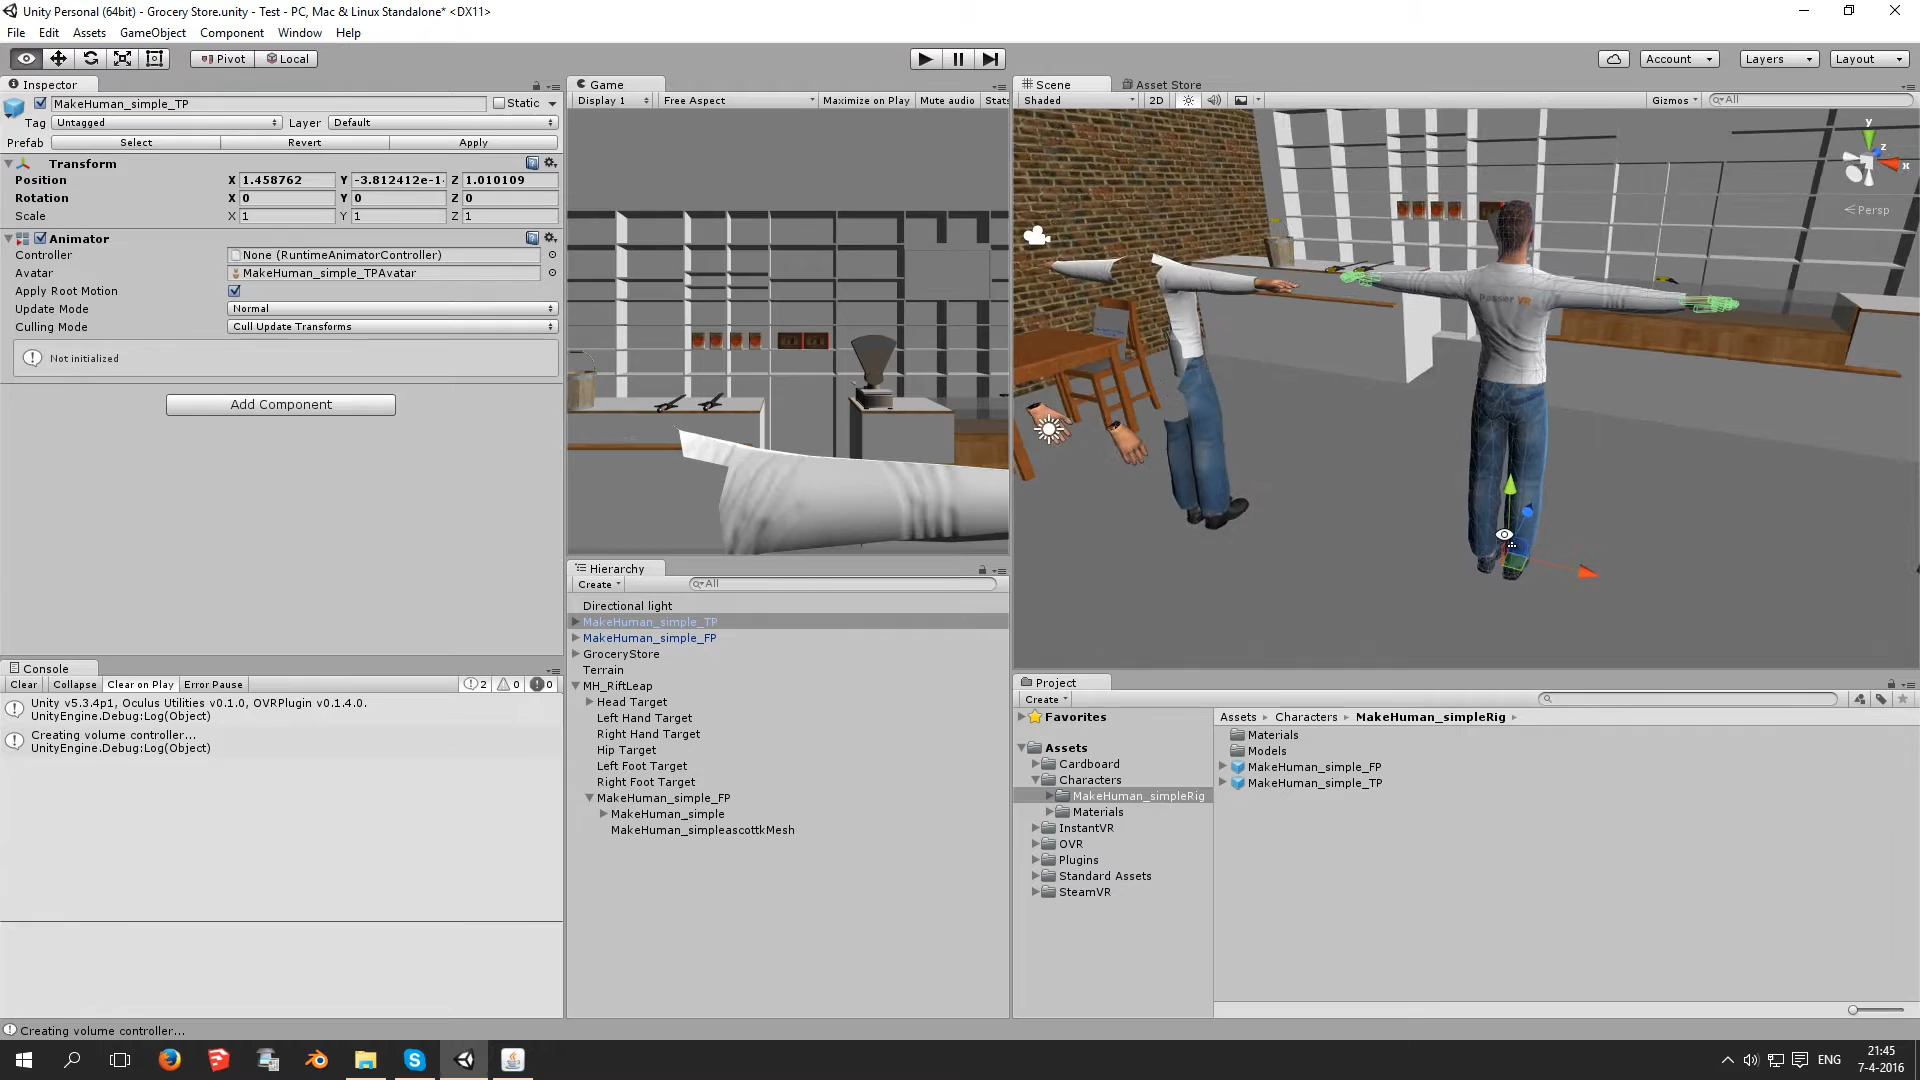 Unity Personal (64bit) - Grocery Store.unity - Test - PC, Mac & Linux Standalone* <DX11>
File Edit Assets GameObject Component Window Help
Pivot Local
Account Layers Layout
Inspector
MakeHuman_simple_TP Static
Tag Untagged Layer Default
Prefab Select Revert Apply
Transform
Position X 1.458762 Y -3.812412e-1 Z 1.010109
Rotation X 0 Y 0 Z 0
Scale X 1 Y 1 Z 1
Animator
Controller None (RuntimeAnimatorController)
Avatar MakeHuman_simple_TPAvatar
Apply Root Motion
Update Mode Normal
Culling Mode Cull Update Transforms
Not initialized
Add Component
Console
Clear Collapse Clear on Play Error Pause 2 0 0
Unity v5.3.4p1, Oculus Utilities v0.1.0, OVRPlugin v0.1.4.0.
UnityEngine.Debug:Log(Object)
Creating volume controller...
UnityEngine.Debug:Log(Object)
Game
Display 1 Free Aspect Maximize on Play Mute audio Stats
Hierarchy
Create All
Directional light
MakeHuman_simple_TP
MakeHuman_simple_FP
GroceryStore
Terrain
MH_RiftLeap
Head Target
Left Hand Target
Right Hand Target
Hip Target
Left Foot Target
Right Foot Target
MakeHuman_simple_FP
MakeHuman_simple
MakeHuman_simpleascottkMesh
Scene Asset Store
Shaded 2D Gizmos All
y
z
x
Persp
Passer VR
Project
Create
Favorites
Assets
Cardboard
Characters
MakeHuman_simpleRig
Materials
InstantVR
OVR
Plugins
Standard Assets
SteamVR
Assets Characters MakeHuman_simpleRig
Materials
Models
MakeHuman_simple_FP
MakeHuman_simple_TP
Creating volume controller...
ENG
21:45
7-4-2016